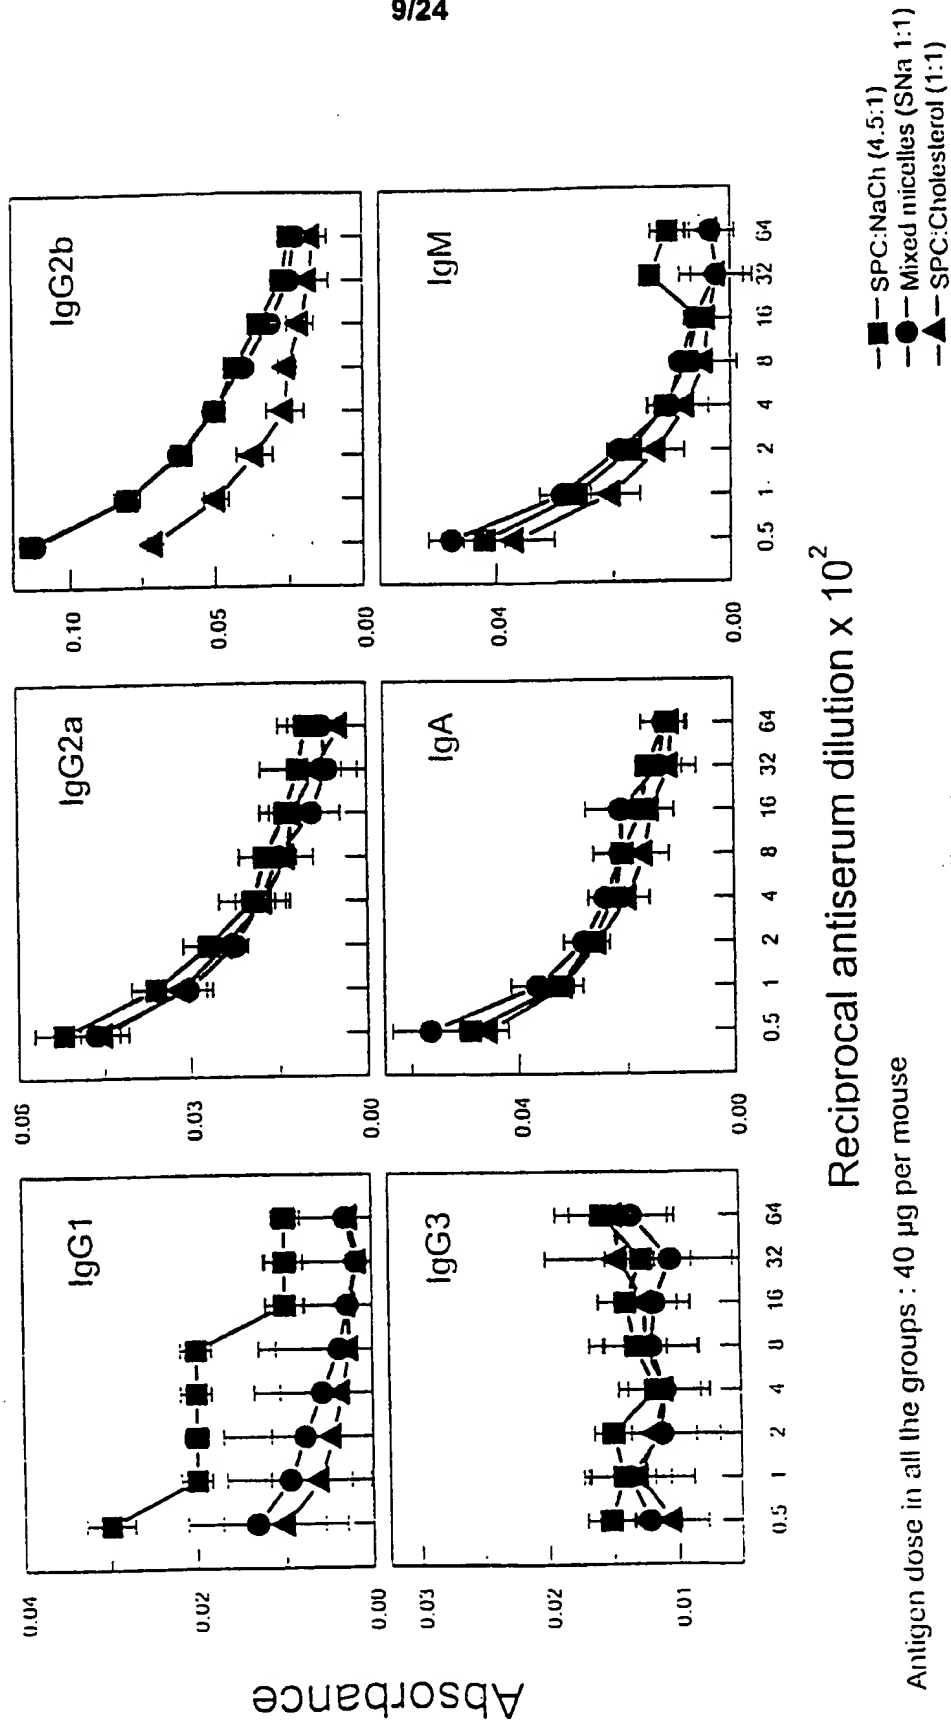 9/24
Absorbance
IgG1
0.04
0.02
0.00
IgG2a
0.06
0.03
0.00
IgG2b
0.10
0.05
0.00
IgG3
0.03
0.02
0.01
0.5 1 2 4 8 16 32 64
IgA
0.04
0.00
0.5 1 2 4 8 16 32 64
IgM
0.04
0.00
0.5 1 2 4 8 16 32 64
Reciprocal antiserum dilution x 10²
Antigen dose in all the groups : 40 µg per mouse
SPC:NaCh (4.5:1)
Mixed micelles (SNa 1:1)
SPC:Cholesterol (1:1)